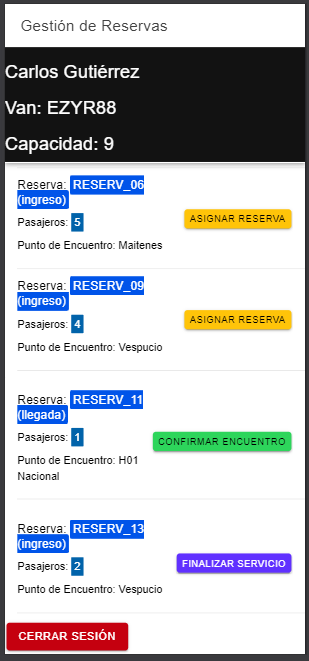 Gestión de Reservas
Carlos Gutiérrez
Van: EZYR88
Capacidad: 9
Reserva: RESERV_06
(ingreso)
Pasajeros: 5
ASIGNAR RESERVA
Punto de Encuentro: Maitenes
Reserva: RESERV_09
(ingreso)
Pasajeros: 4
ASIGNAR RESERVA
Punto de Encuentro: Vespucio
Reserva: RESERV_11
(llegada)
Pasajeros: 1
CONFIRMAR ENCUENTRO
Punto de Encuentro: H01
Nacional
Reserva: RESERV_13
(ingreso)
Pasajeros: 2
FINALIZAR SERVICIO
Punto de Encuentro: Vespucio
CERRAR SESIÓN